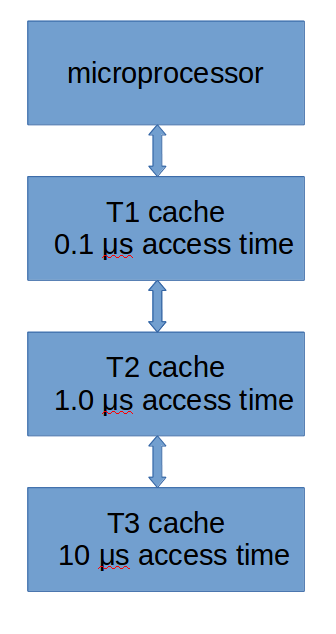 microprocessor
T1 cache
0.1 μs access time
T2 cache
1.0 μs access time
T3 cache
10 μs access time